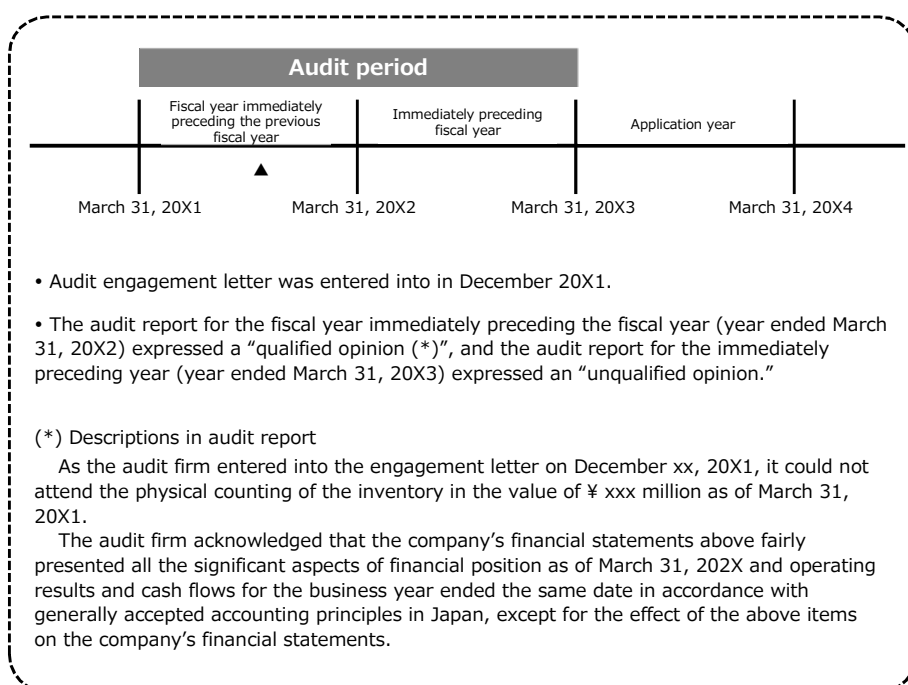 Audit period
Fiscal year immediately
preceding the previous
fiscal year
Immediately preceding
fiscal year
Application year
▲
March 31, 20X1
March 31, 20X2
March 31, 20X3
March 31, 20X4
• Audit engagement letter was entered into in December 20X1.
• The audit report for the fiscal year immediately preceding the fiscal year (year ended March
31, 20X2) expressed a “qualified opinion (*)”, and the audit report for the immediately
preceding year (year ended March 31, 20X3) expressed an “unqualified opinion.”
(*) Descriptions in audit report
As the audit firm entered into the engagement letter on December xx, 20X1, it could not
attend the physical counting of the inventory in the value of ¥ xxx million as of March 31,
20X1.
The audit firm acknowledged that the company’s financial statements above fairly
presented all the significant aspects of financial position as of March 31, 202X and operating
results and cash flows for the business year ended the same date in accordance with
generally accepted accounting principles in Japan, except for the effect of the above items
on the company’s financial statements.